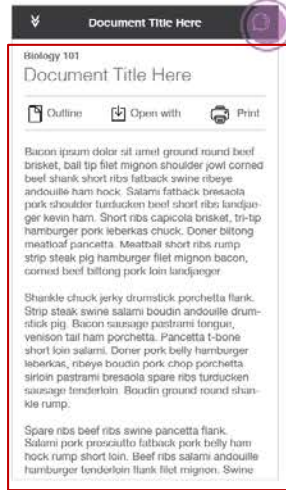 Document Title Here
Biology 101
Document Title Here
Outline
Open with
Print
Bacon ipsum dolor sit amet ground round beef
brisket, ball tip filet mignon shoulder jowl corned
beef shank short ribs fatback swine ribeye
andouille ham hock. Salami fatback bresaola
pork shoulder turducken beef short ribs landjae-
ger kevin ham. Short ribs capicola brisket, tri-tip
hamburger pork leberkas chuck. Doner biltong
meatloaf pancetta. Meatball short ribs rump
strip steak pig hamburger filet mignon bacon,
corned beef biltong pork loin landjaeger.
Shankle chuck jerky drumstick porchetta flank.
Strip steak swine salami boudin andouille drum-
stick pig. Bacon sausage pastrami tongue,
venison tail ham porchetta. Pancetta t-bone
short loin salami. Doner pork belly hamburger
leberkas, ribeye boudin pork chop porchetta
sirloin pastrami bresaola spare ribs turducken
sausage tenderloin. Boudin ground round shan-
kle rump.
Spare ribs beef ribs swine pancetta flank.
Salami pork prosciutto fatback pork belly ham
hock rump short loin. Beef ribs salami andouille
hamburger tenderloin flank filet mignon. Swine